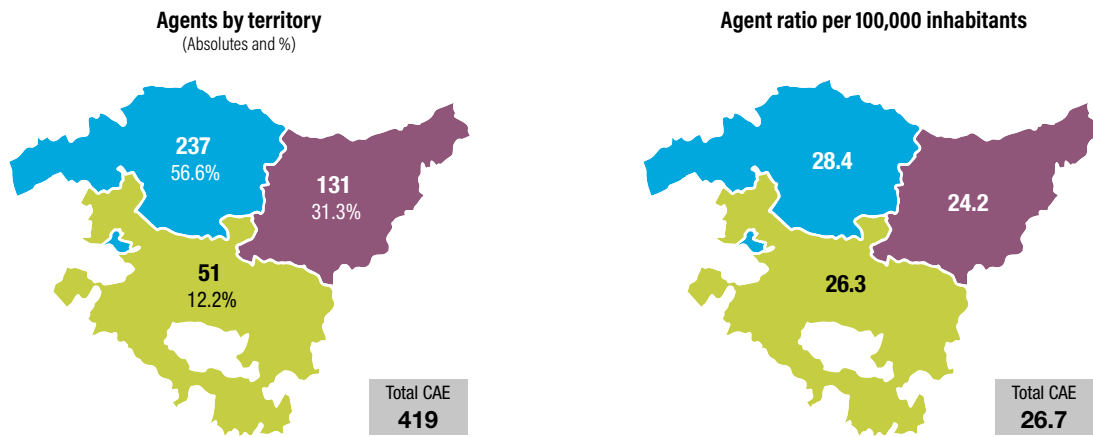 Agents by territory
(Absolutes and %)
237
56.6%
131
31.3%
51
12.2%
Total CAE
419
Agent ratio per 100,000 inhabitants
28.4
24.2
26.3
Total CAE
26.7